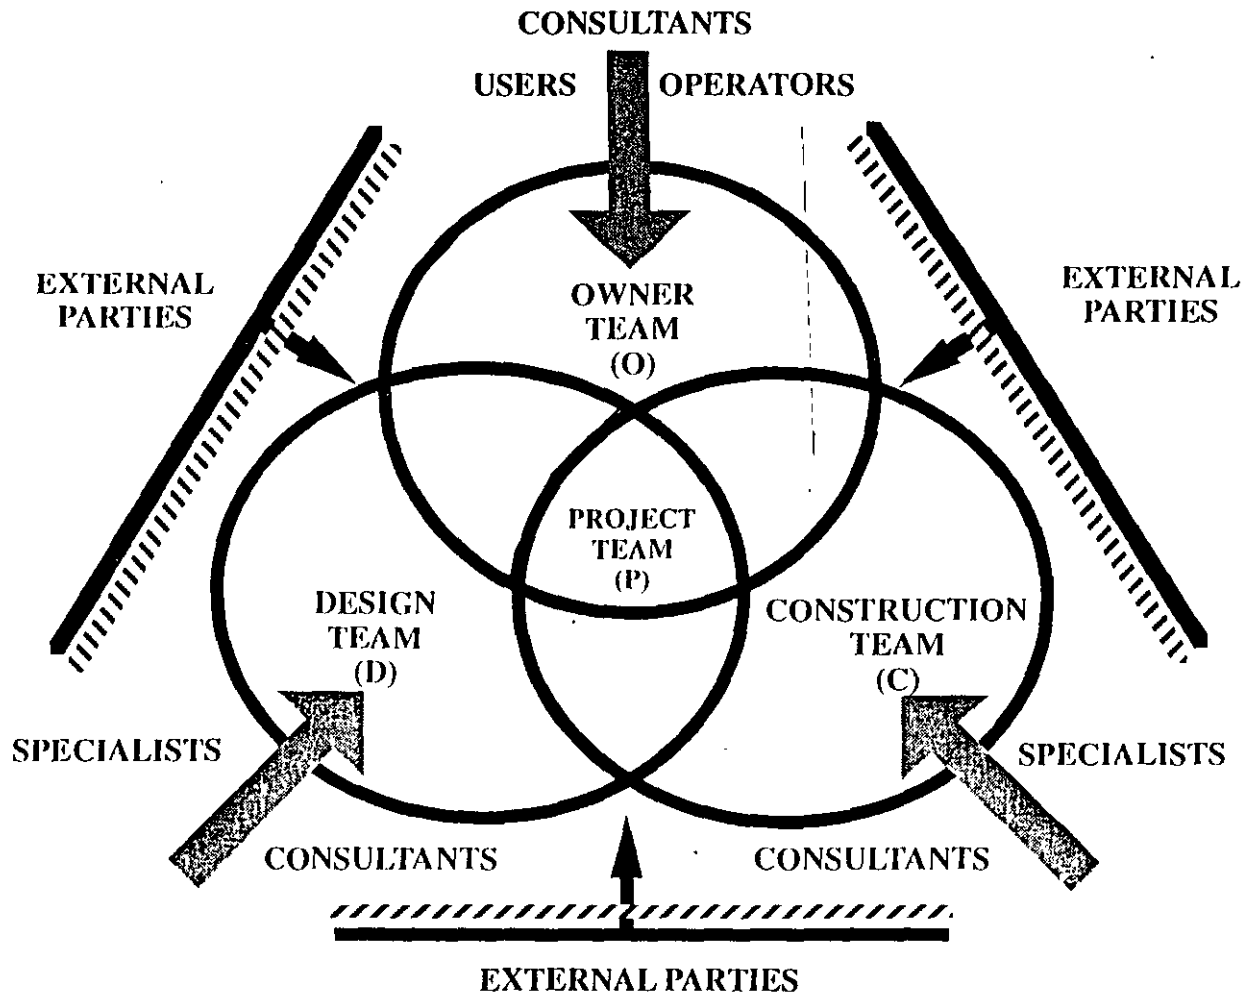 CONSULTANTS
USERS OPERATORS
EXTERNAL
PARTIES
EXTERNAL
PARTIES
OWNER
TEAM
(O)
PROJECT
TEAM
(P)
DESIGN
TEAM
(D)
CONSTRUCTION
TEAM
(C)
SPECIALISTS
SPECIALISTS
CONSULTANTS
CONSULTANTS
EXTERNAL PARTIES